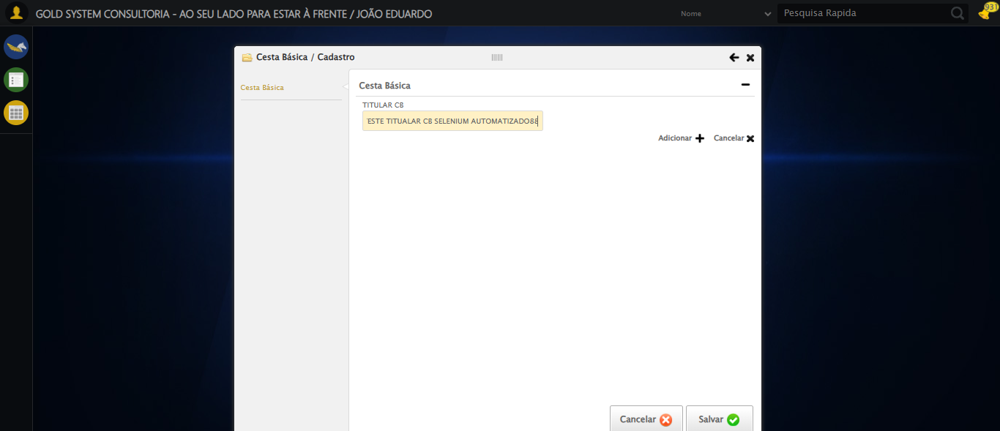 GOLD SYSTEM CONSULTORIA - AO SEU LADO PARA ESTAR À FRENTE / JOÃO EDUARDO
Nome
Pesquisa Rapida
931
Cesta Básica / Cadastro
Cesta Básica
Cesta Básica
TITULAR CB
ESTE TITUALAR CB SELENIUM AUTOMATIZADO88
Adicionar
Cancelar
Cancelar
Salvar